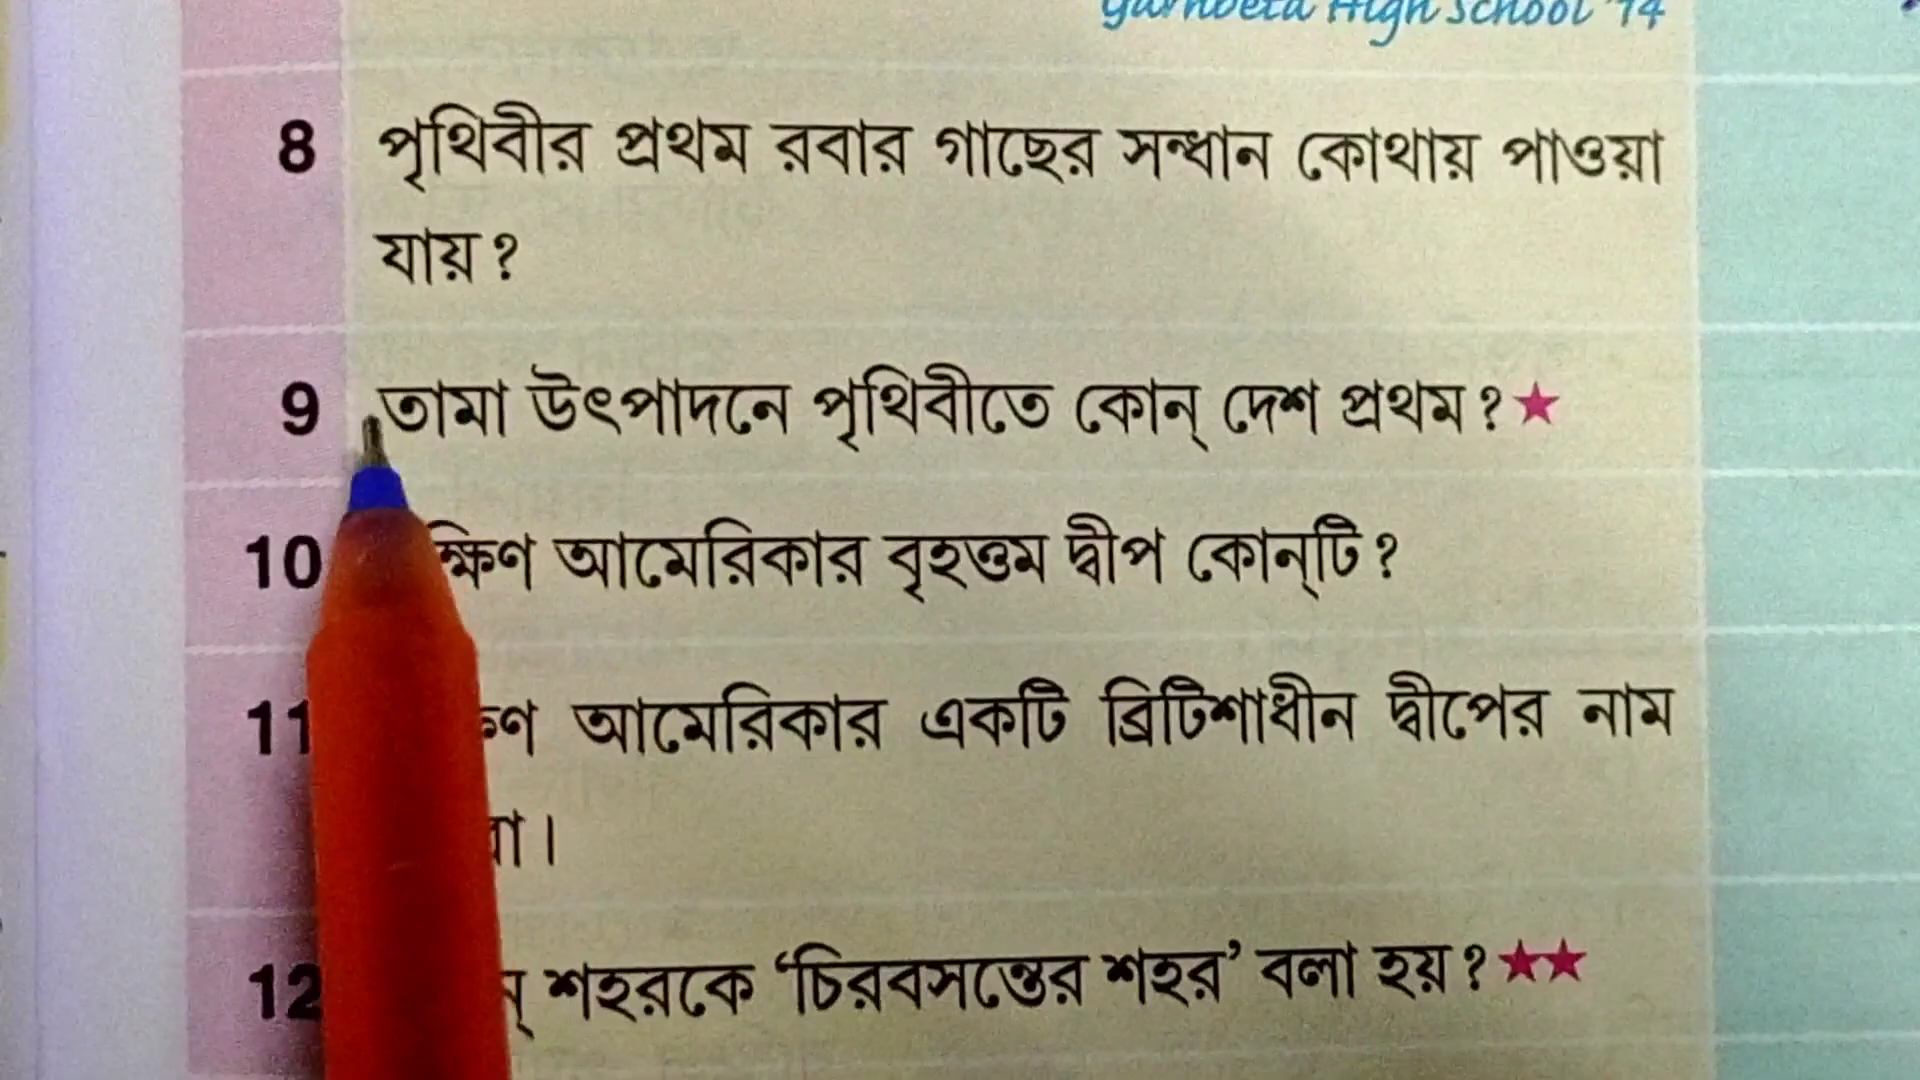 High School '14
8 পৃথিবীর প্রথম রবার গাছের সন্ধান কোথায় পাওয়া
যায়?
9 তামা উৎপাদনে পৃথিবীতে কোন্ দেশ প্রথম? ★
10 আমেরিকার বৃহত্তম দ্বীপ কোন্‌টি?
11 আমেরিকার একটি ব্রিটিশাধীন দ্বীপের নাম
12 শহরকে ‘চিরবসন্তের শহর’ বলা হয়? ★★